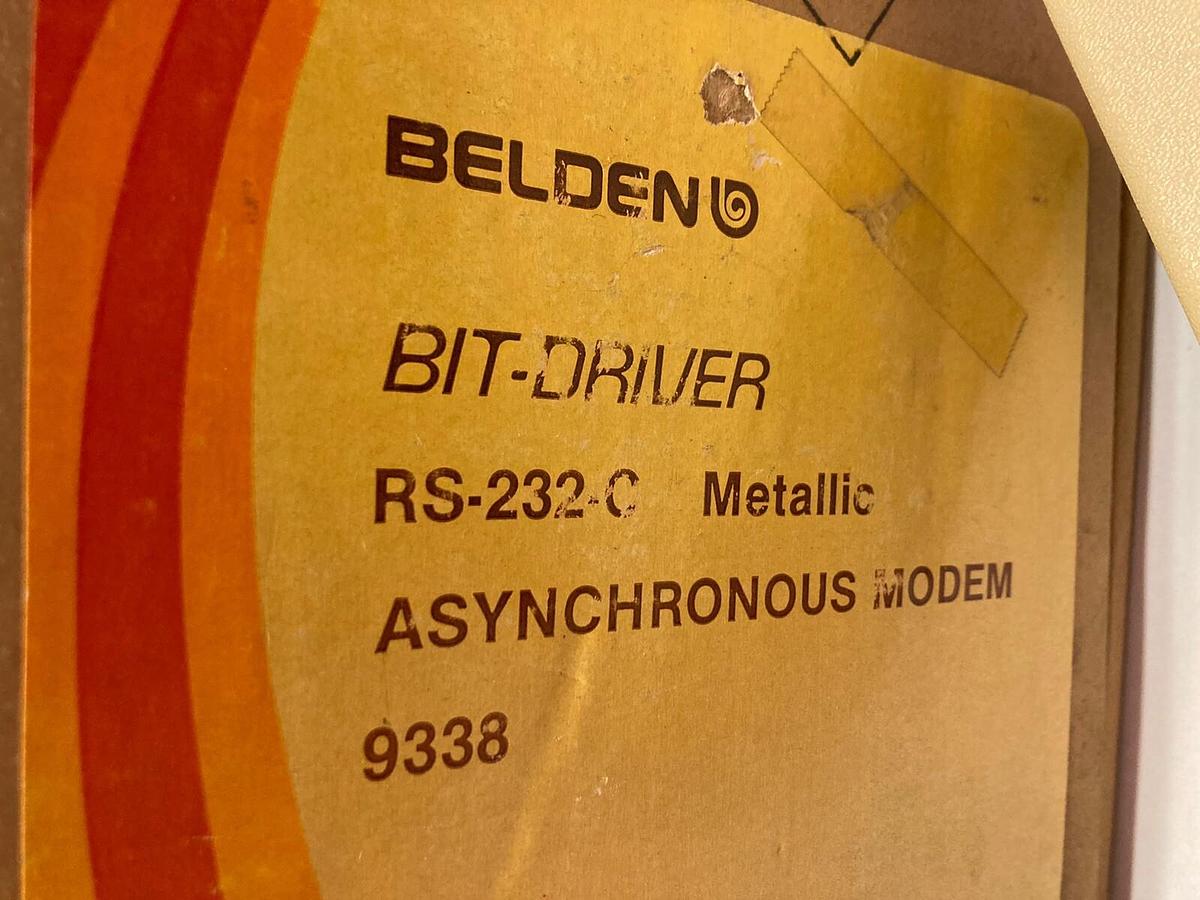 BELDEN
BIT-DRIVER
RS-232-C Metallic
ASYNCHRONOUS MODEM
9338